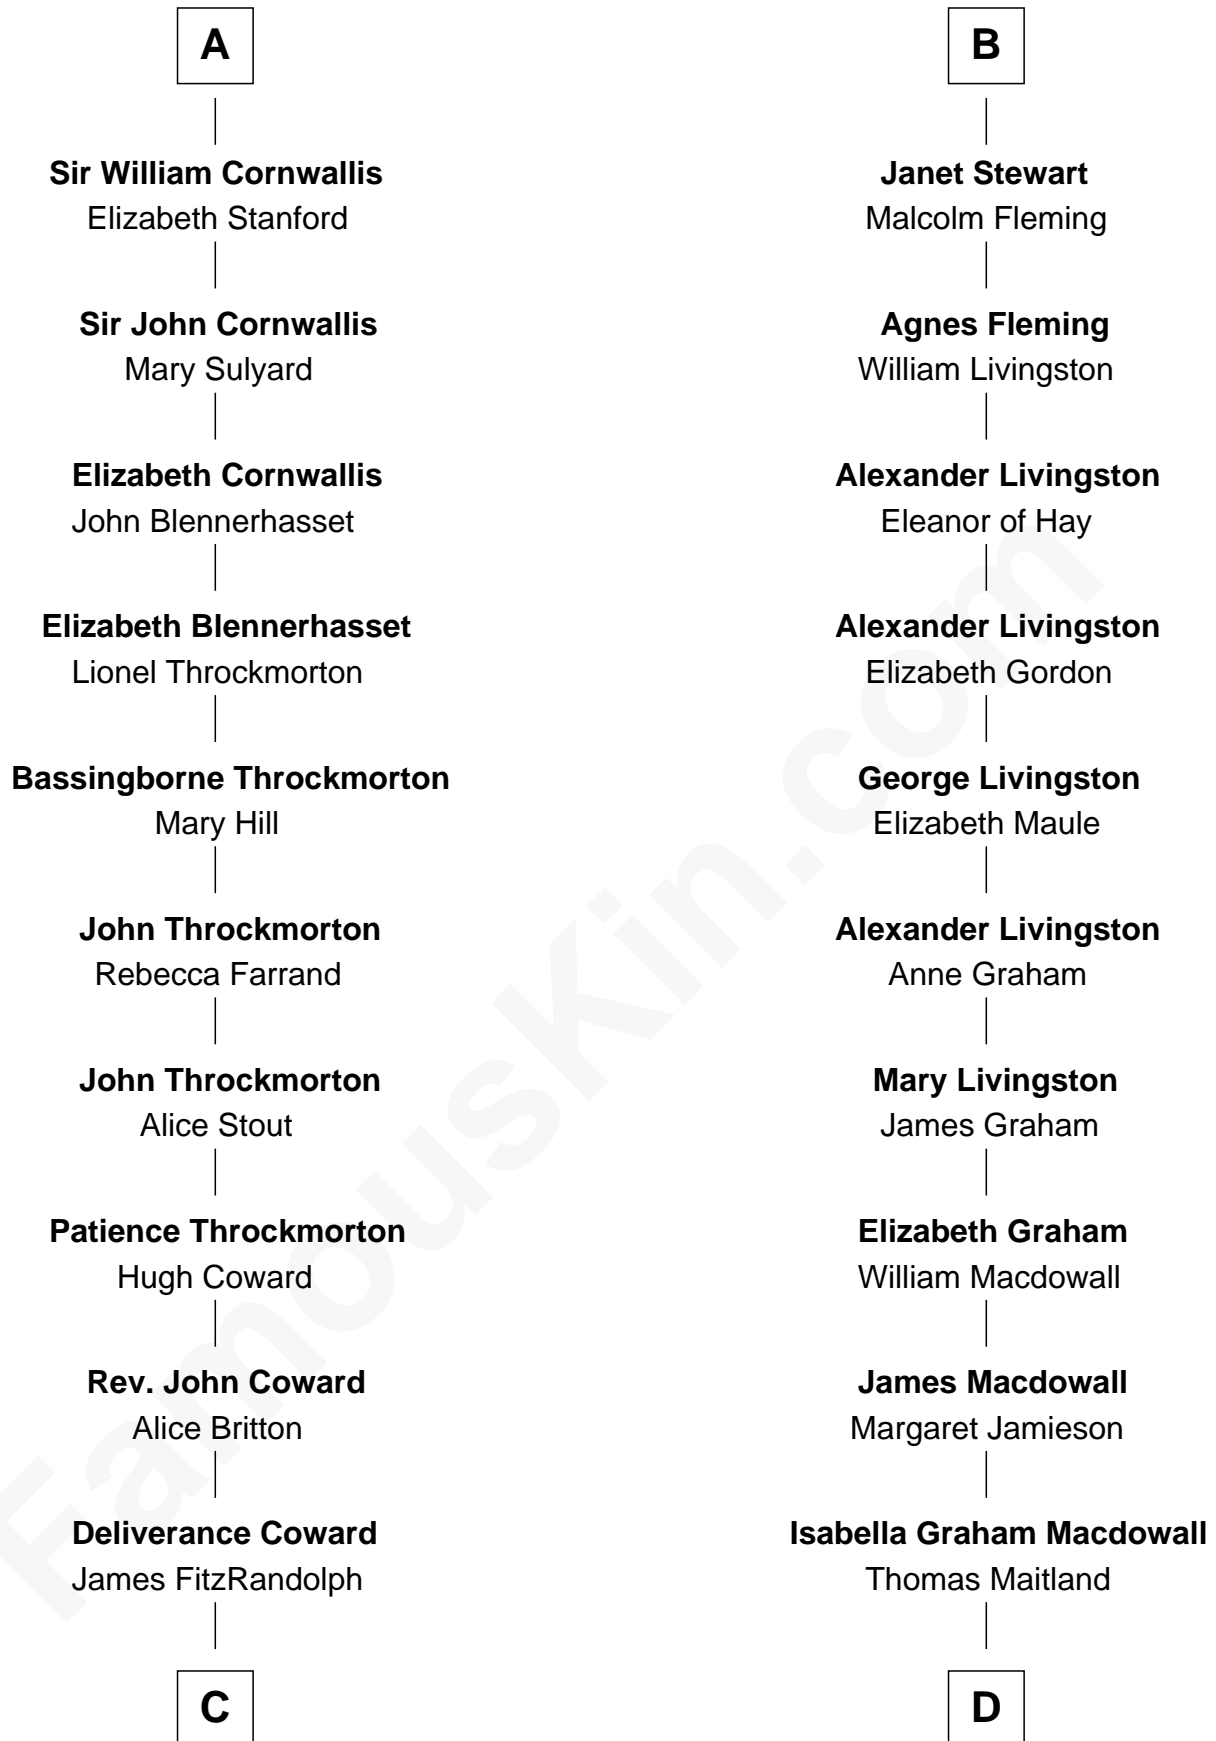 A
Sir William Cornwallis
Elizabeth Stanford
Sir John Cornwallis
Mary Sulyard
Elizabeth Cornwallis
John Blennerhasset
Elizabeth Blennerhasset
Lionel Throckmorton
Bassingborne Throckmorton
Mary Hill
John Throckmorton
Rebecca Farrand
John Throckmorton
Alice Stout
Patience Throckmorton
Hugh Coward
Rev. John Coward
Alice Britton
Deliverance Coward
James FitzRandolph
C
B
Janet Stewart
Malcolm Fleming
Agnes Fleming
William Livingston
Alexander Livingston
Eleanor of Hay
Alexander Livingston
Elizabeth Gordon
George Livingston
Elizabeth Maule
Alexander Livingston
Anne Graham
Mary Livingston
James Graham
Elizabeth Graham
William Macdowall
James Macdowall
Margaret Jamieson
Isabella Graham Macdowall
Thomas Maitland
D
FamousKin.com